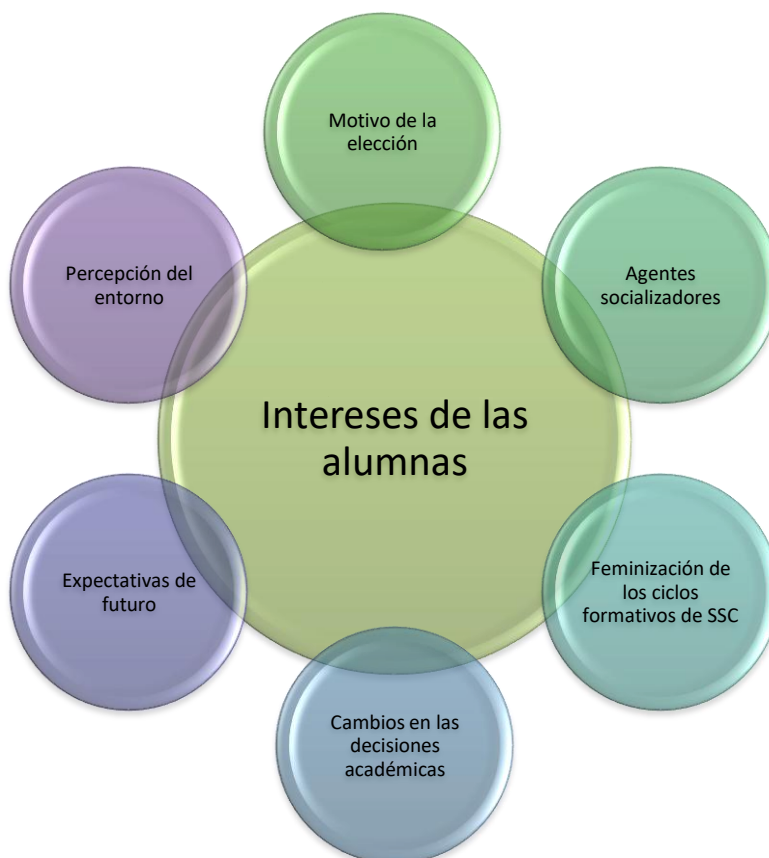 Motivo de la
elección
Agentes
socializadores
Feminización de
los ciclos
formativos de SSC
Cambios en las
decisiones
académicas
Expectativas de
futuro
Percepción del
entorno
Intereses de las
alumnas